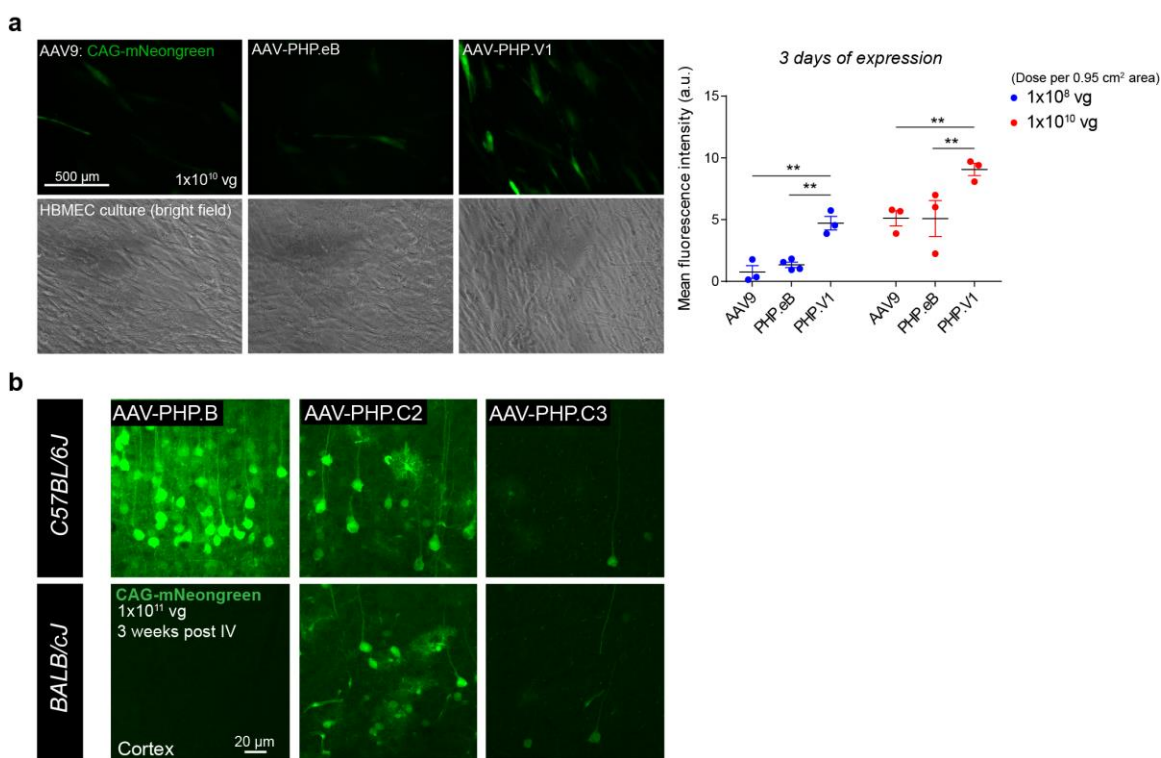 a
AAV9: CAG-mNeongreen
AAV-PHP.eB
AAV-PHP.V1
500 µm
1x10¹⁰ vg
HBMEC culture (bright field)
3 days of expression
Mean fluorescence intensity (a.u.)
15
10
5
0
**
**
**
**
AAV9
PHP.eB
PHP.V1
AAV9
PHP.eB
PHP.V1
(Dose per 0.95 cm² area)
1x10⁸ vg
1x10¹⁰ vg
b
AAV-PHP.B
AAV-PHP.C2
AAV-PHP.C3
C57BL/6J
BALB/cJ
CAG-mNeongreen
1x10¹¹ vg
3 weeks post IV
Cortex
20 µm